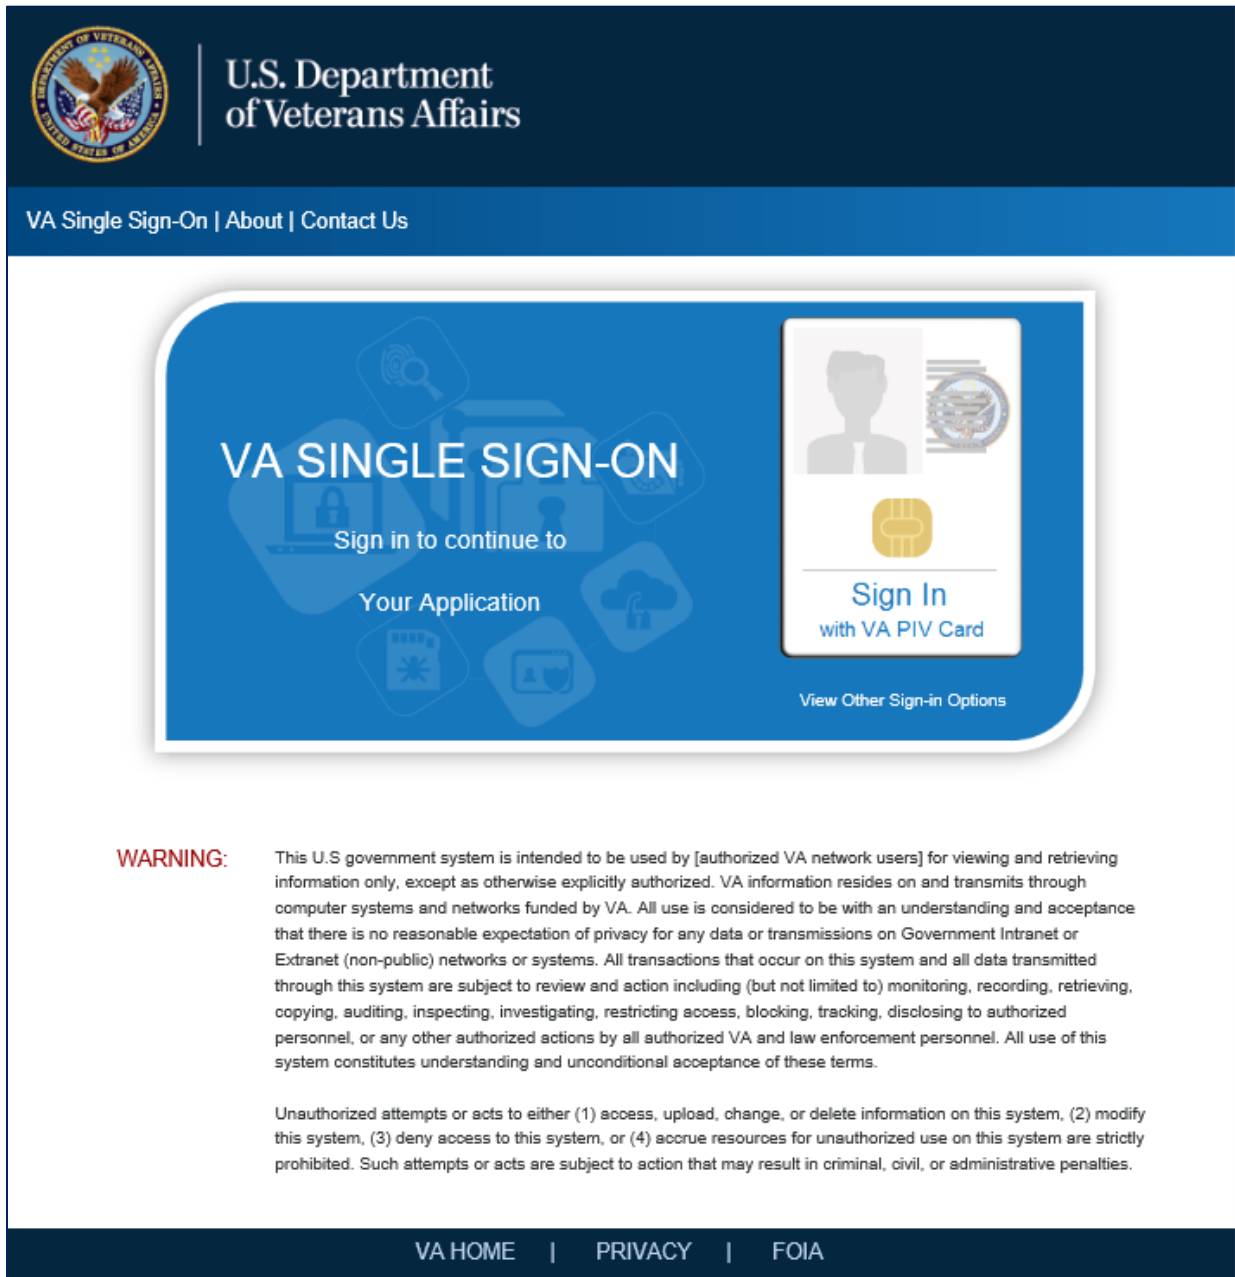 DEPARTMENT OF VETERANS AFFAIRS
UNITED STATES OF AMERICA
U.S. Department
of Veterans Affairs
VA Single Sign-On | About | Contact Us
VA SINGLE SIGN-ON
Sign in to continue to
Your Application
Sign In
with VA PIV Card
View Other Sign-in Options
WARNING:
This U.S government system is intended to be used by [authorized VA network users] for viewing and retrieving
information only, except as otherwise explicitly authorized. VA information resides on and transmits through
computer systems and networks funded by VA. All use is considered to be with an understanding and acceptance
that there is no reasonable expectation of privacy for any data or transmissions on Government Intranet or
Extranet (non-public) networks or systems. All transactions that occur on this system and all data transmitted
through this system are subject to review and action including (but not limited to) monitoring, recording, retrieving,
copying, auditing, inspecting, investigating, restricting access, blocking, tracking, disclosing to authorized
personnel, or any other authorized actions by all authorized VA and law enforcement personnel. All use of this
system constitutes understanding and unconditional acceptance of these terms.
Unauthorized attempts or acts to either (1) access, upload, change, or delete information on this system, (2) modify
this system, (3) deny access to this system, or (4) accrue resources for unauthorized use on this system are strictly
prohibited. Such attempts or acts are subject to action that may result in criminal, civil, or administrative penalties.
VA HOME | PRIVACY | FOIA